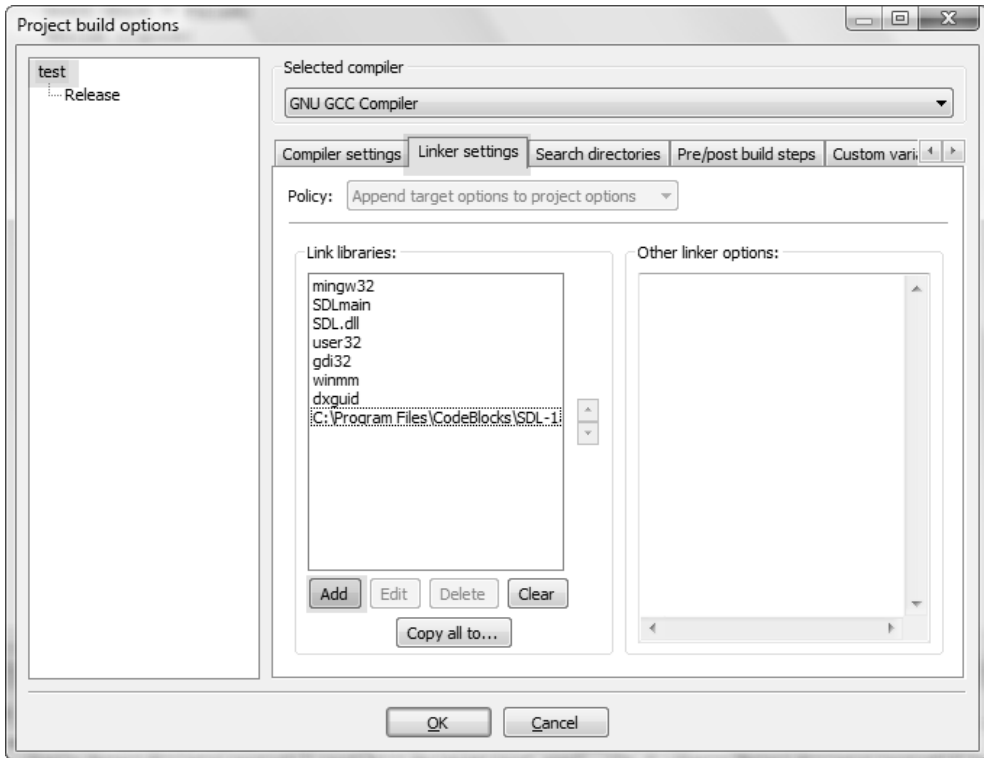 Project build options
test
Release
Selected compiler
GNU GCC Compiler
Compiler settings
Linker settings
Search directories
Pre/post build steps
Custom vari
Policy:
Append target options to project options
Link libraries:
mingw32
SDLmain
SDL.dll
user32
gdi32
winmm
dxguid
C:\Program Files\CodeBlocks\SDL-1
Add
Edit
Delete
Clear
Copy all to...
Other linker options:
OK
Cancel